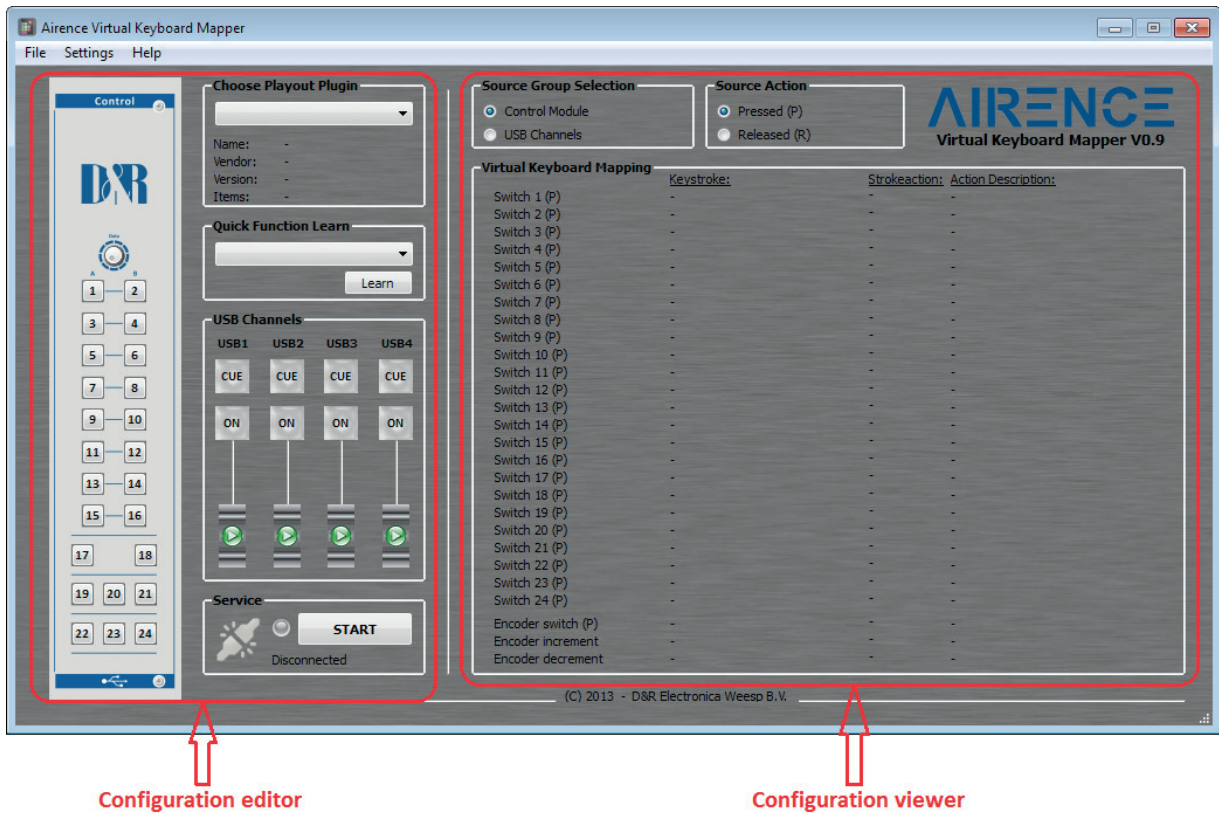 Airence Virtual Keyboard Mapper
File Settings Help
Control
D&R
Data
A B
1 2
3 4
5 6
7 8
9 10
11 12
13 14
15 16
17 18
19 20 21
22 23 24
Choose Playout Plugin
Name: -
Vendor: -
Version: -
Items: -
Quick Function Learn
Learn
USB Channels
USB1 USB2 USB3 USB4
CUE CUE CUE CUE
ON ON ON ON
Service
START
Disconnected
Source Group Selection
Control Module
USB Channels
Source Action
Pressed (P)
Released (R)
AIRENCE
Virtual Keyboard Mapper V0.9
Virtual Keyboard Mapping
Keystroke: Strokeaction: Action Description:
Switch 1 (P) - - -
Switch 2 (P) - - -
Switch 3 (P) - - -
Switch 4 (P) - - -
Switch 5 (P) - - -
Switch 6 (P) - - -
Switch 7 (P) - - -
Switch 8 (P) - - -
Switch 9 (P) - - -
Switch 10 (P) - - -
Switch 11 (P) - - -
Switch 12 (P) - - -
Switch 13 (P) - - -
Switch 14 (P) - - -
Switch 15 (P) - - -
Switch 16 (P) - - -
Switch 17 (P) - - -
Switch 18 (P) - - -
Switch 19 (P) - - -
Switch 20 (P) - - -
Switch 21 (P) - - -
Switch 22 (P) - - -
Switch 23 (P) - - -
Switch 24 (P) - - -
Encoder switch (P) - - -
Encoder increment - - -
Encoder decrement - - -
(C) 2013 - D&R Electronica Weesp B.V.
Configuration editor
Configuration viewer